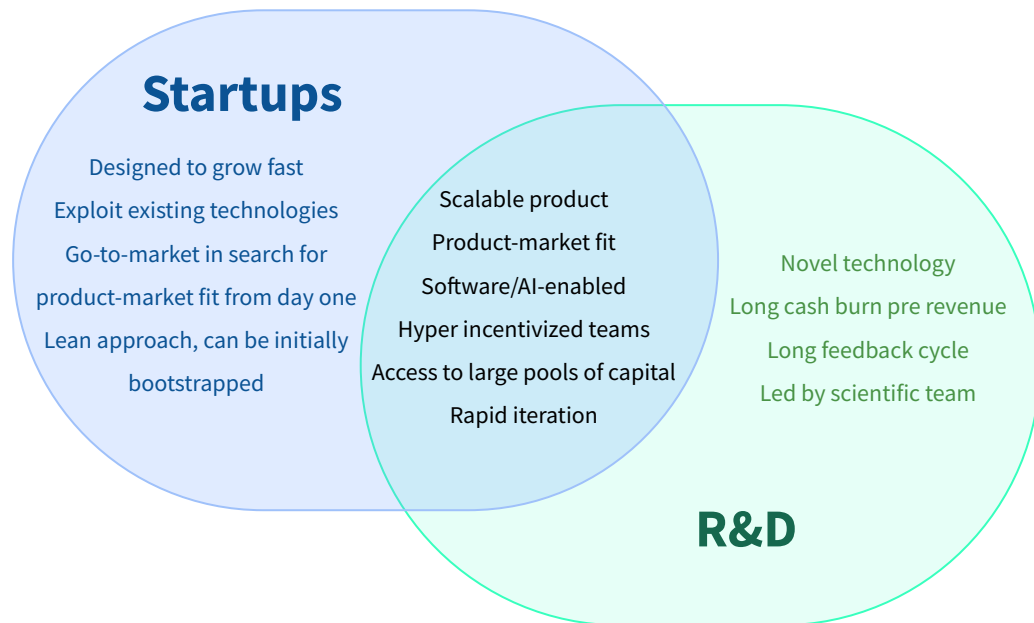 Startups
Designed to grow fast
Exploit existing technologies
Go-to-market in search for
product-market fit from day one
Lean approach, can be initially
bootstrapped
Scalable product
Product-market fit
Software/AI-enabled
Hyper incentivized teams
Access to large pools of capital
Rapid iteration
Novel technology
Long cash burn pre revenue
Long feedback cycle
Led by scientific team
R&D